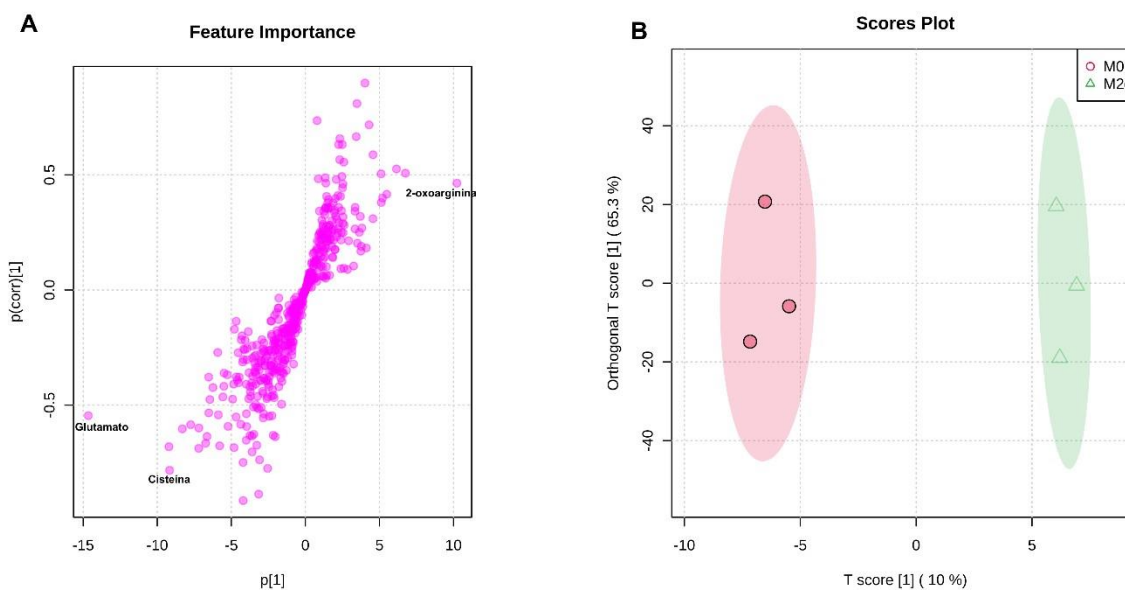 A
Feature Importance
p(corr)[1]
0.5
0.0
-0.5
2-oxoarginina
Glutamato
Cisteína
-15 -10 -5 0 5 10
p[1]
B
Scores Plot
M0
Orthogonal T score [1] ( 65.3 %)
40
20
0
20
-40
-10 -5 0 5
T score [1] ( 10 %)